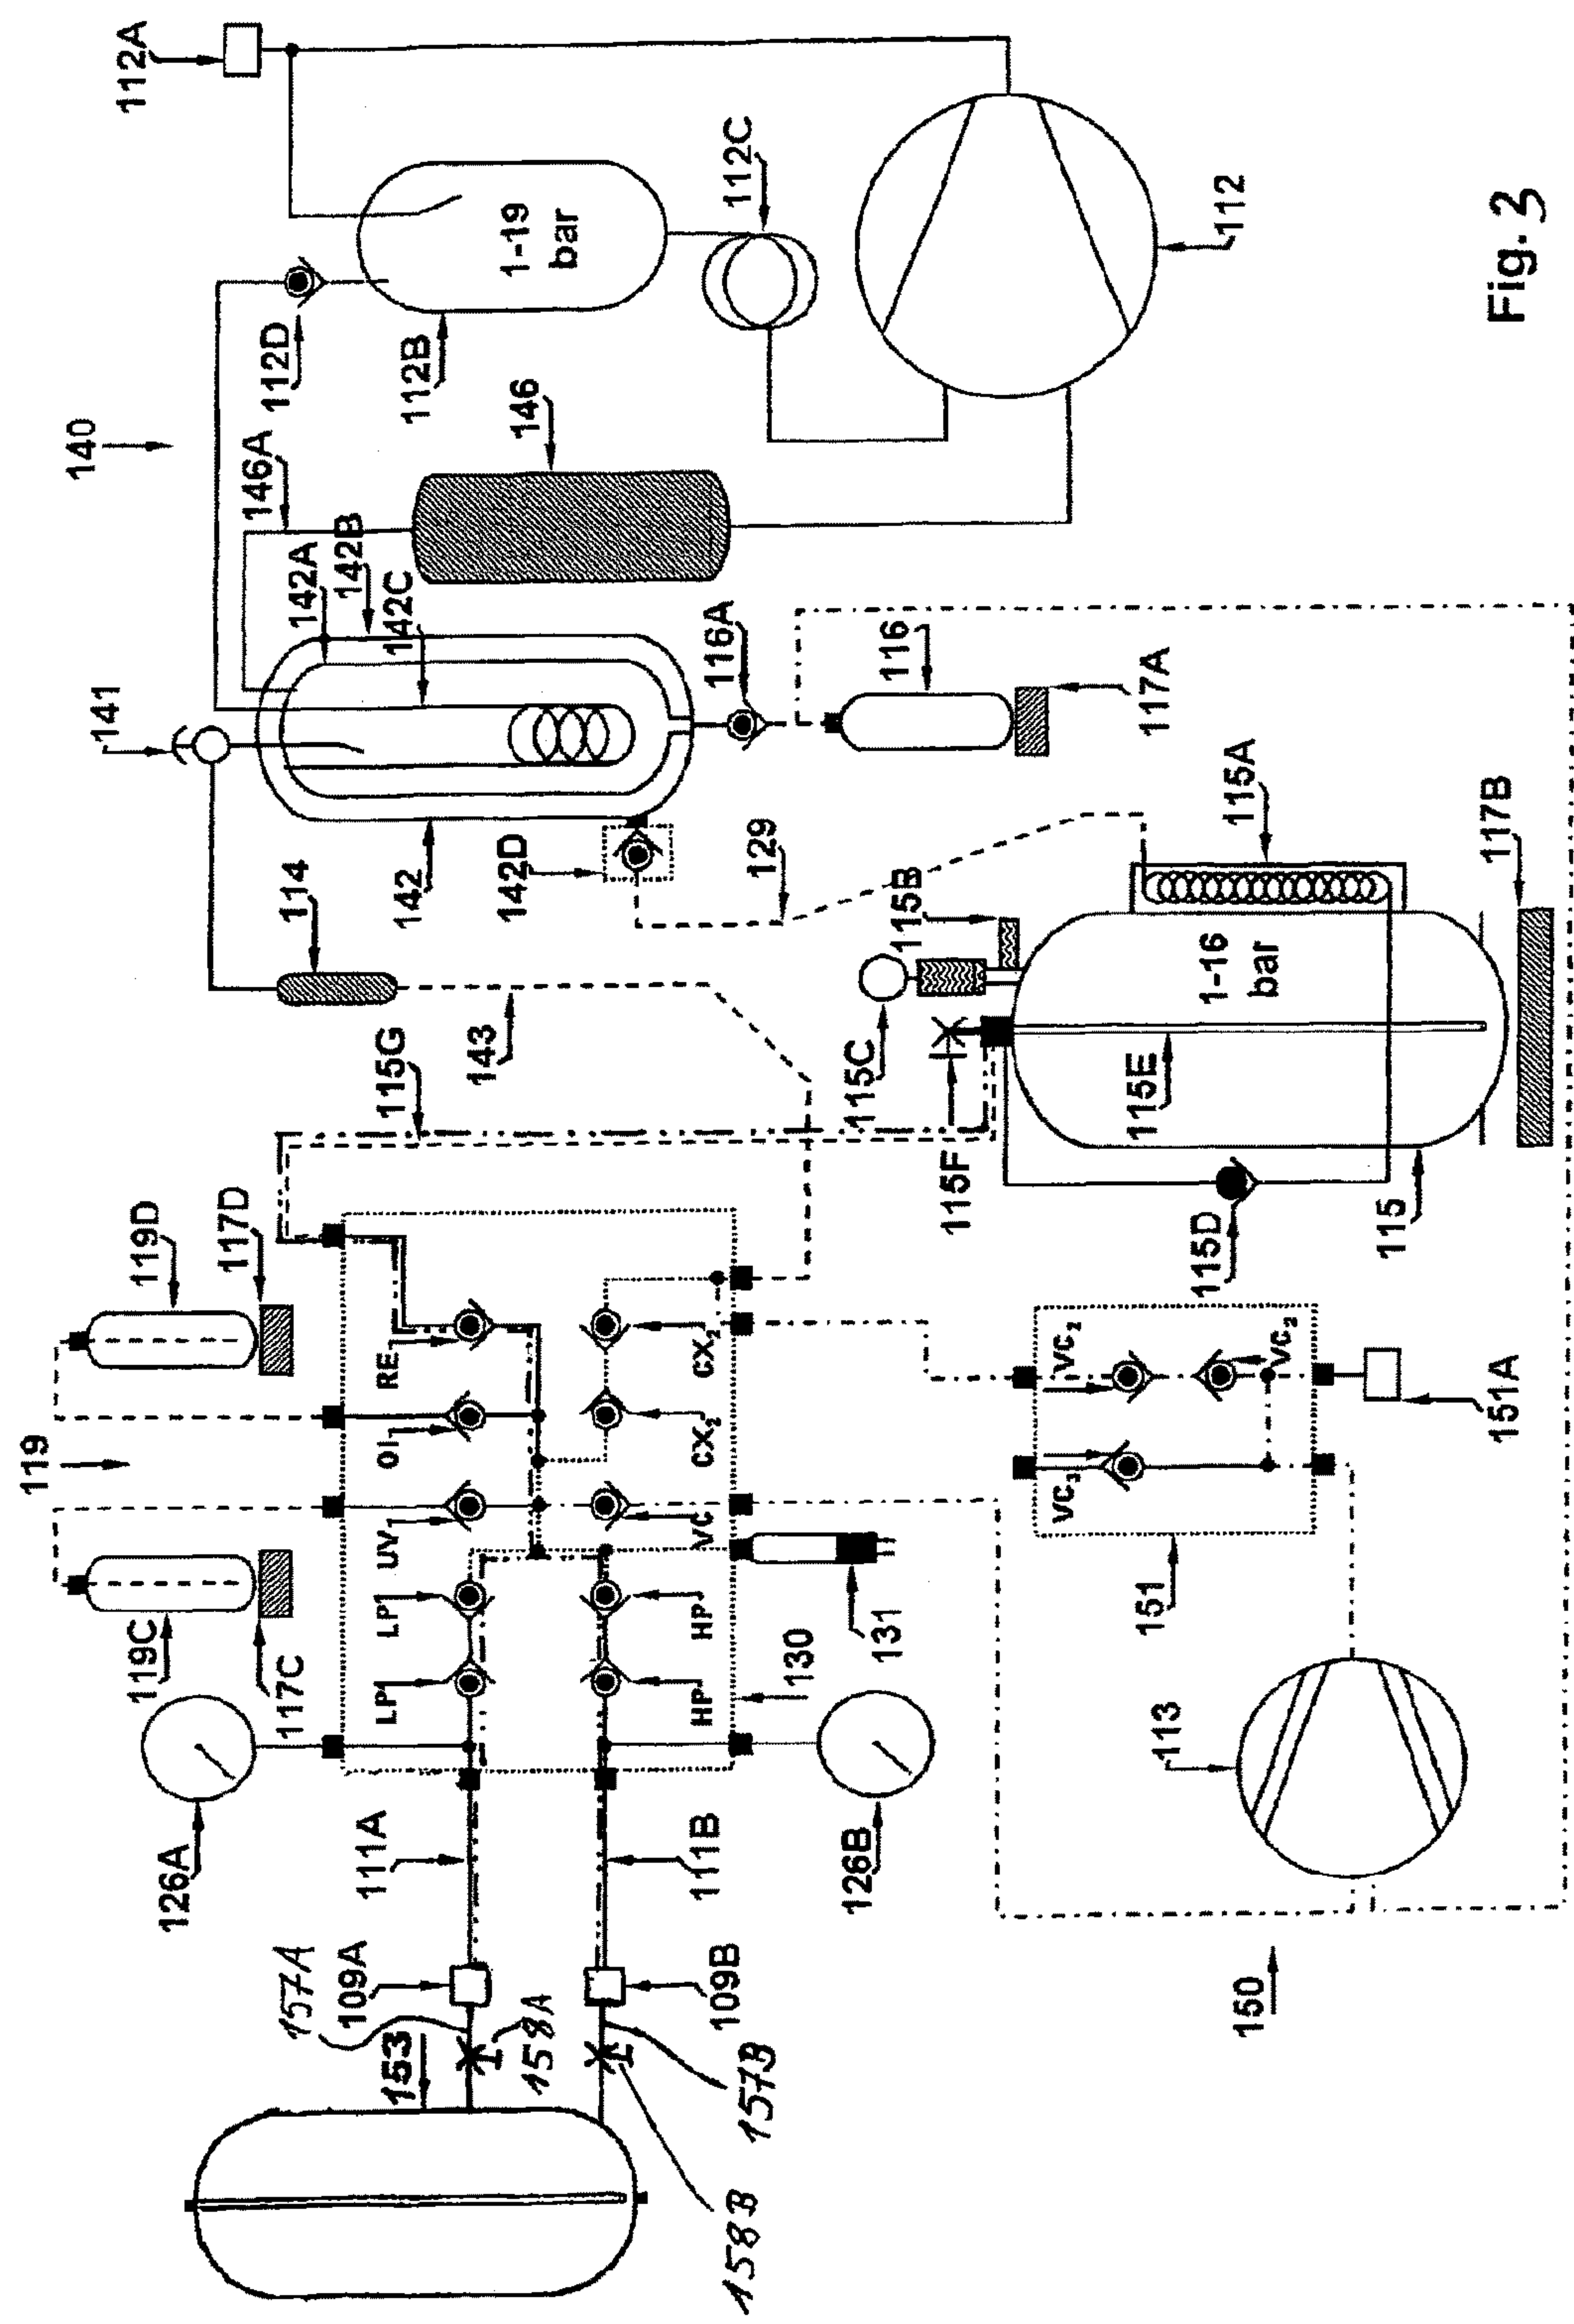 119
140
141
112A
119C
119D
126A
117D
146A
112D
117C
114
157A
142A
109A
142B
111A
LP LP UV OI RE
153
115G
142C
142
112B
143
142D
1-19
bar
146
158A
HP HP VC CX₂ CX₂
111B
116A
109B
158B
112C
157B
129
130
126B
115C
131
116
115B
115F
VC₃ VC₂
115E
151
117A
113
115D
1-16
bar
112
115A
150
VC₂
115
117B
151A
Fig. 3